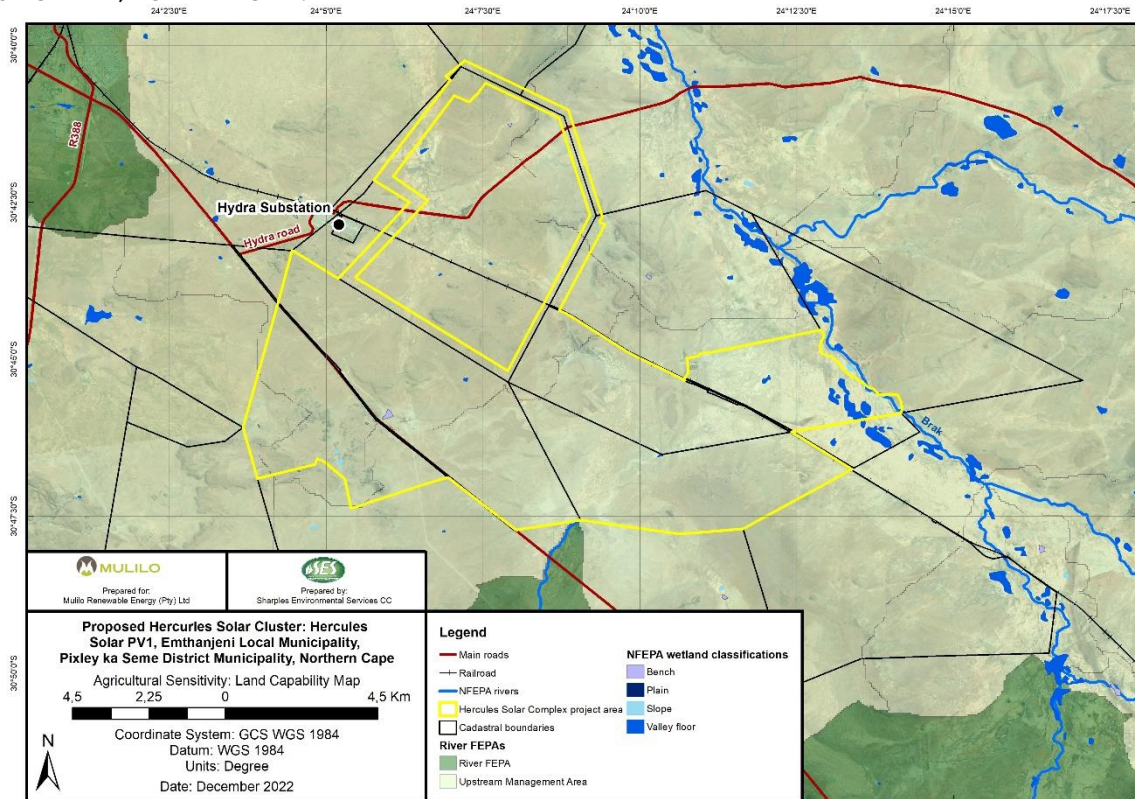 24°2'30"E
24°5'0"E
24°7'30"E
24°10'0"E
24°12'30"E
24°15'0"E
24°17'30"E
30°40'0"S
30°42'30"S
30°45'0"S
30°47'30"S
30°50'0"S
R388
Hydra Substation
Hydra road
Brak
MULILO
Prepared for:
Mulilo Renewable Energy (Pty) Ltd
SES
Prepared by:
Sharples Environmental Services CC
Proposed Hercurles Solar Cluster: Hercules
Solar PV1, Emthanjeni Local Municipality,
Pixley ka Seme District Municipality, Northern Cape
Agricultural Sensitivity: Land Capability Map
4,5 2,25 0 4,5 Km
N
Coordinate System: GCS WGS 1984
Datum: WGS 1984
Units: Degree
Date: December 2022
Legend
Main roads
Railroad
NFEPA rivers
Hercules Solar Complex project area
Cadastral boundaries
River FEPAs
River FEPA
Upstream Management Area
NFEPA wetland classifications
Bench
Plain
Slope
Valley floor